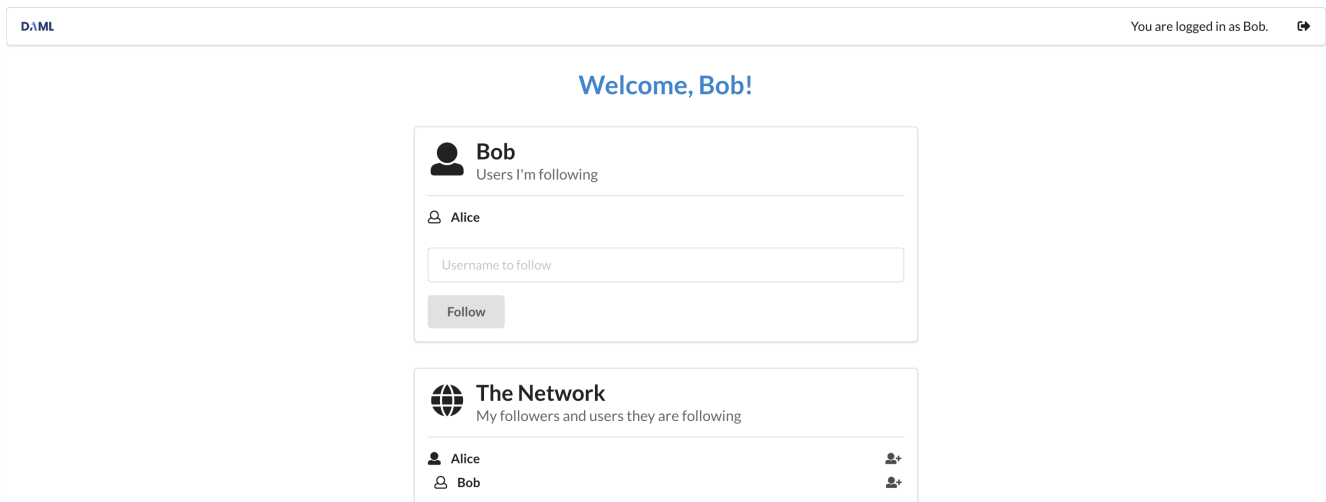 DAML
You are logged in as Bob.
Welcome, Bob!
Bob
Users I'm following
Alice
Username to follow
Follow
The Network
My followers and users they are following
Alice
Bob